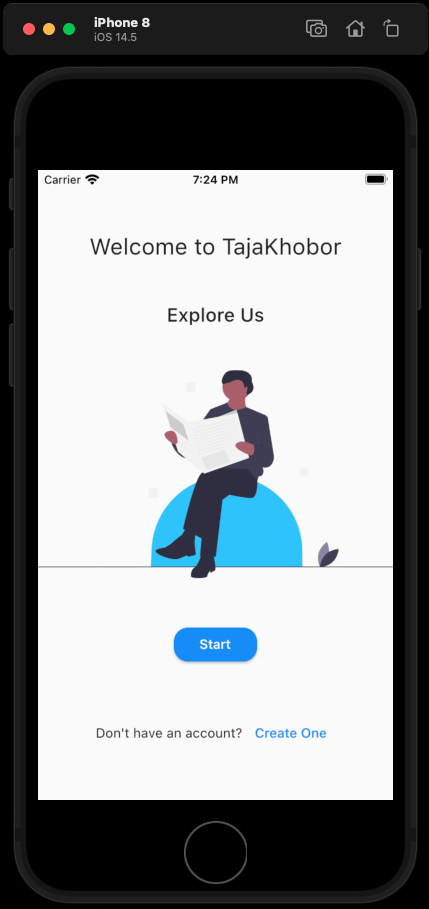 iPhone 8
iOS 14.5
Carrier 7:24 PM
Welcome to TajaKhobor
Explore Us
Start
Don't have an account? Create One